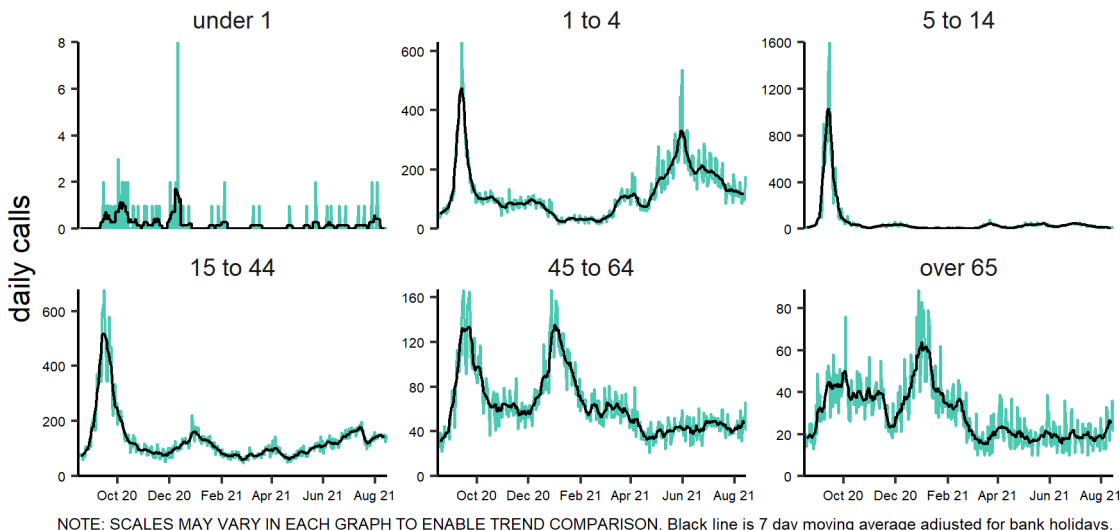 under 1
1 to 4
5 to 14
8
6
4
2
0
600
400
200
0
1600
1200
800
400
0
daily calls
15 to 44
45 to 64
over 65
600
400
200
0
160
120
80
40
0
80
60
40
20
0
Oct 20 Dec 20 Feb 21 Apr 21 Jun 21 Aug 21
Oct 20 Dec 20 Feb 21 Apr 21 Jun 21 Aug 21
Oct 20 Dec 20 Feb 21 Apr 21 Jun 21 Aug 21
NOTE: SCALES MAY VARY IN EACH GRAPH TO ENABLE TREND COMPARISON. Black line is 7 day moving average adjusted for bank holidays.